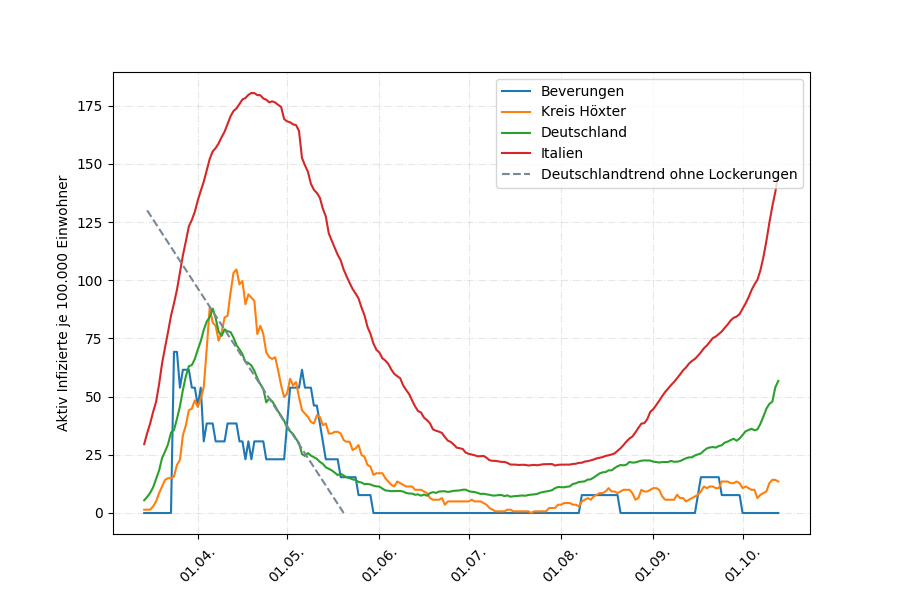 Beverungen
Kreis Höxter
Deutschland
Italien
Deutschlandtrend ohne Lockerungen
Aktiv Infizierte je 100.000 Einwohner
175
150
125
100
75
50
25
0
01.04.
01.05.
01.06.
01.07.
01.08.
01.09.
01.10.